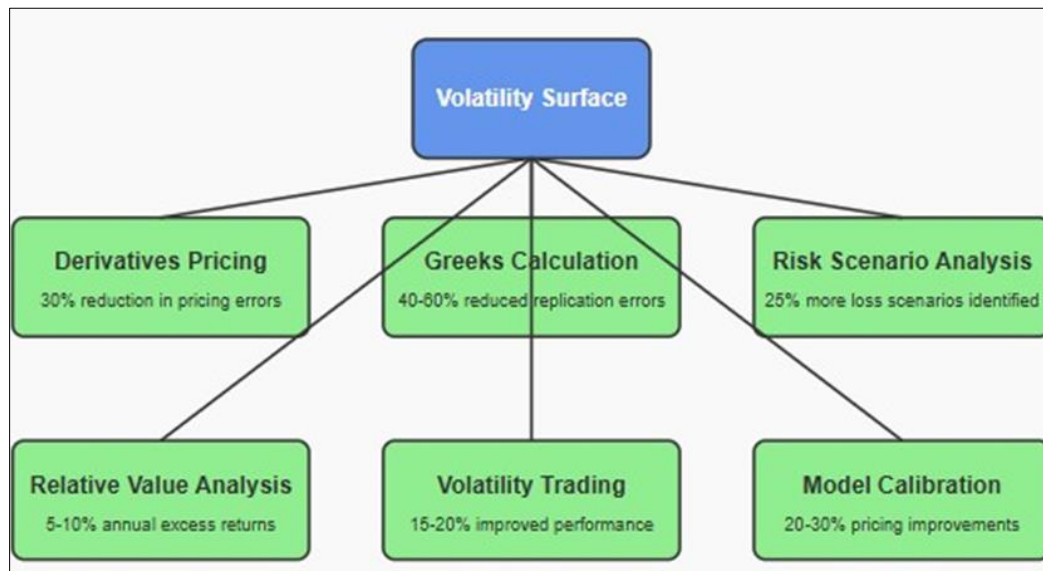 Volatility Surface
Derivatives Pricing
30% reduction in pricing errors
Greeks Calculation
40-60% reduced replication errors
Risk Scenario Analysis
25% more loss scenarios identified
Relative Value Analysis
5-10% annual excess returns
Volatility Trading
15-20% improved performance
Model Calibration
20-30% pricing improvements